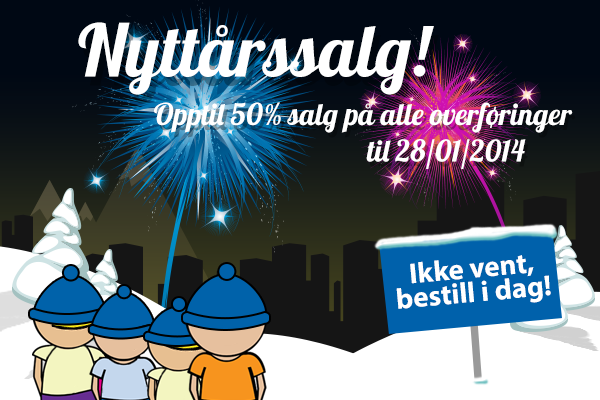 Nyttårssalg!
Opptil 50% salg på alle overføringer
til 28/01/2014
Ikke vent,
bestill i dag!